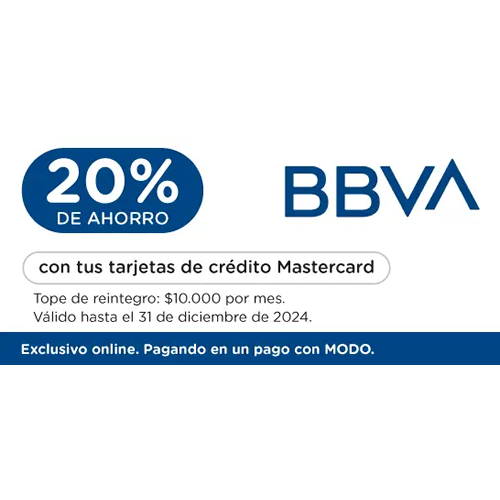 20%
DE AHORRO
BBVA
con tus tarjetas de crédito Mastercard
Tope de reintegro: $10.000 por mes.
Válido hasta el 31 de diciembre de 2024.
Exclusivo online. Pagando en un pago con MODO.